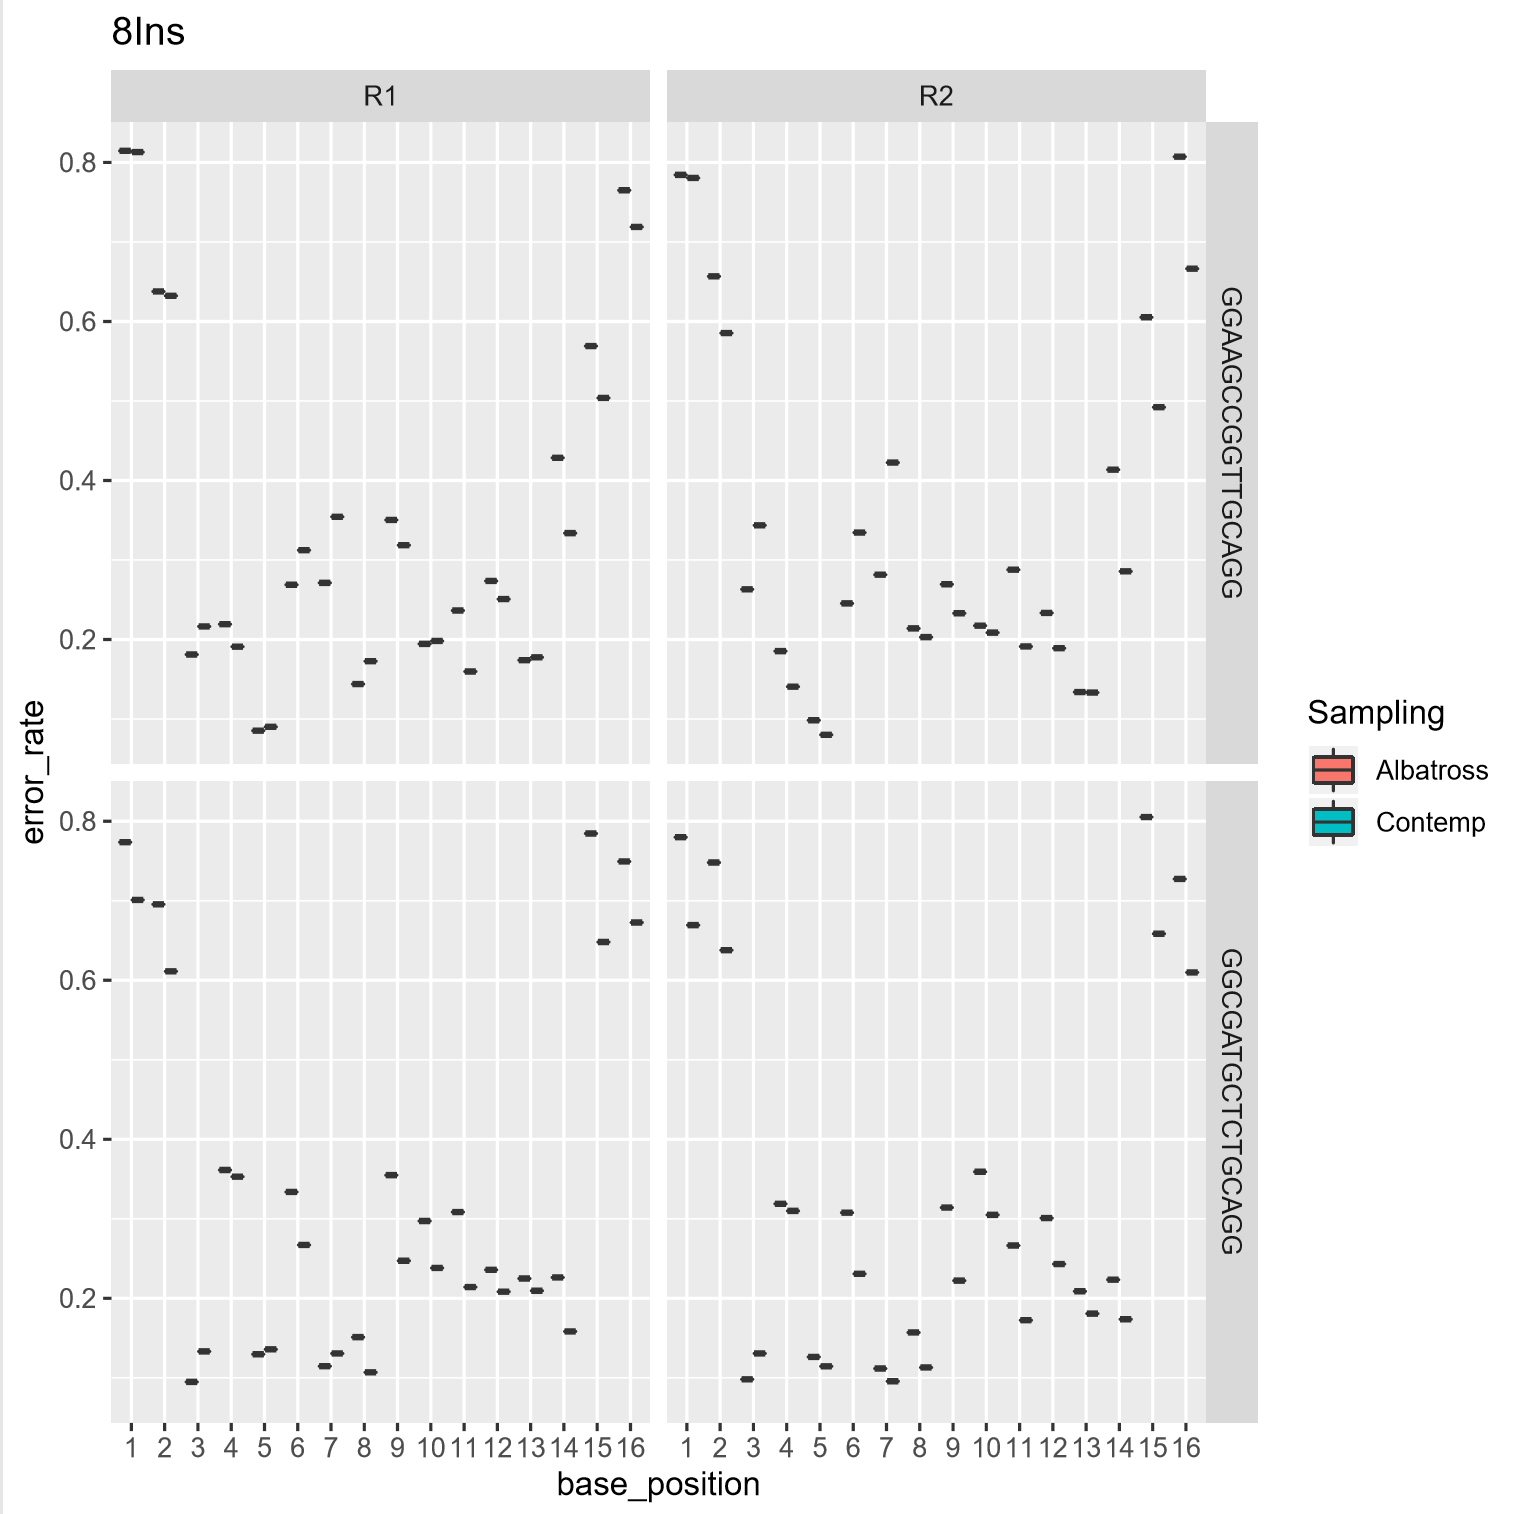 8Ins
R1
R2
0.8
0.6
0.4
0.2
GGAAGCCGGTTGCAGG
0.8
0.6
0.4
0.2
GGCGATGCTCTGCAGG
error_rate
1 2 3 4 5 6 7 8 9 10 11 12 13 14 15 16
1 2 3 4 5 6 7 8 9 10 11 12 13 14 15 16
base_position
Sampling
Albatross
Contemp